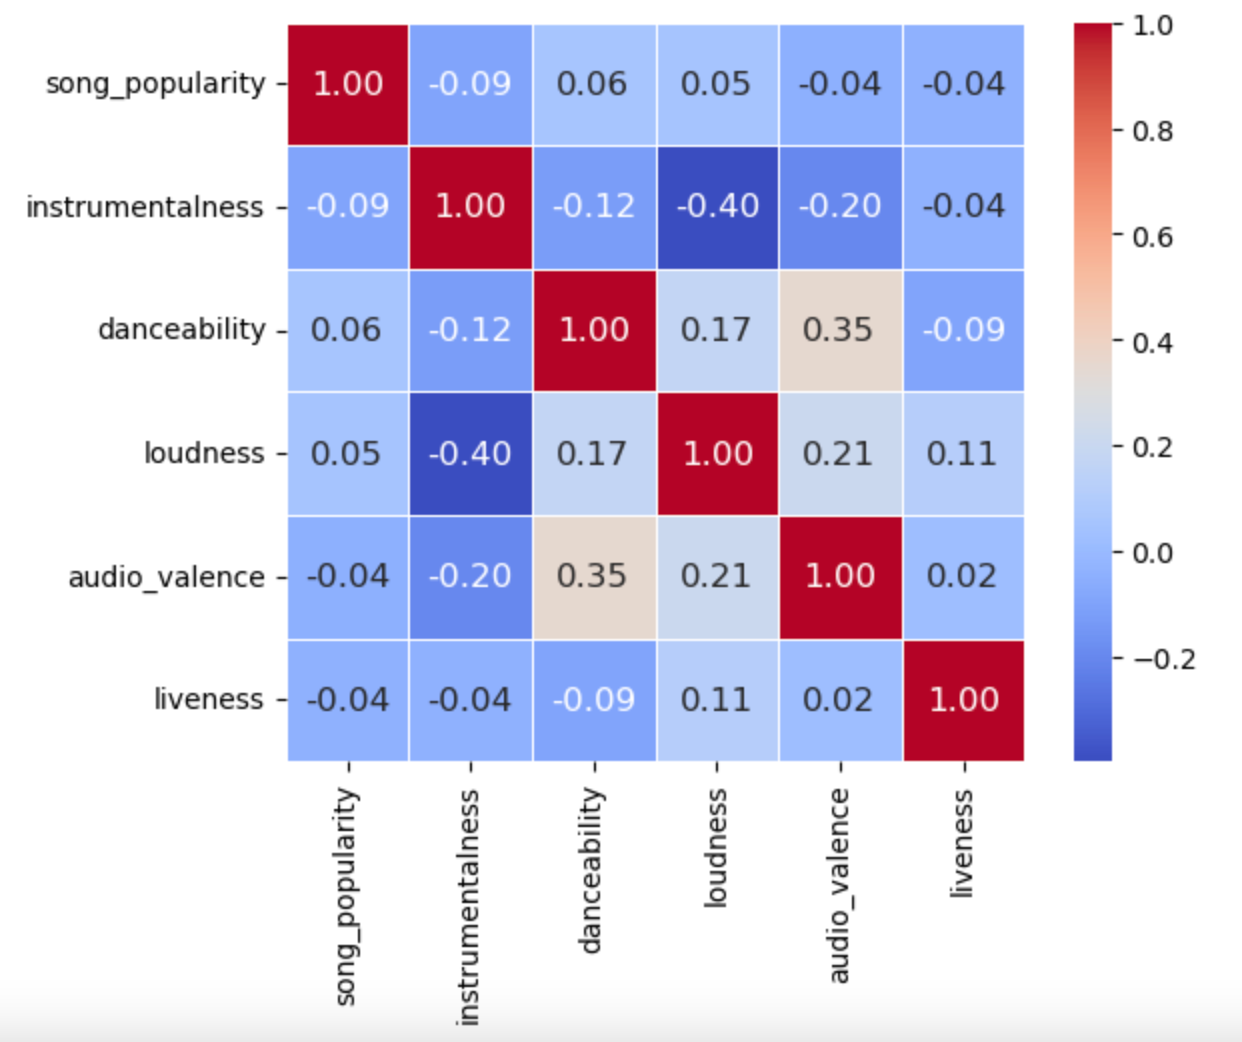 song_popularity 1.00 -0.09 0.06 0.05 -0.04 -0.04
instrumentalness -0.09 1.00 -0.12 -0.40 -0.20 -0.04
danceability 0.06 -0.12 1.00 0.17 0.35 -0.09
loudness 0.05 -0.40 0.17 1.00 0.21 0.11
audio_valence -0.04 -0.20 0.35 0.21 1.00 0.02
liveness -0.04 -0.04 -0.09 0.11 0.02 1.00
song_popularity
instrumentalness
danceability
loudness
audio_valence
liveness
1.0
0.8
0.6
0.4
0.2
0.0
−0.2